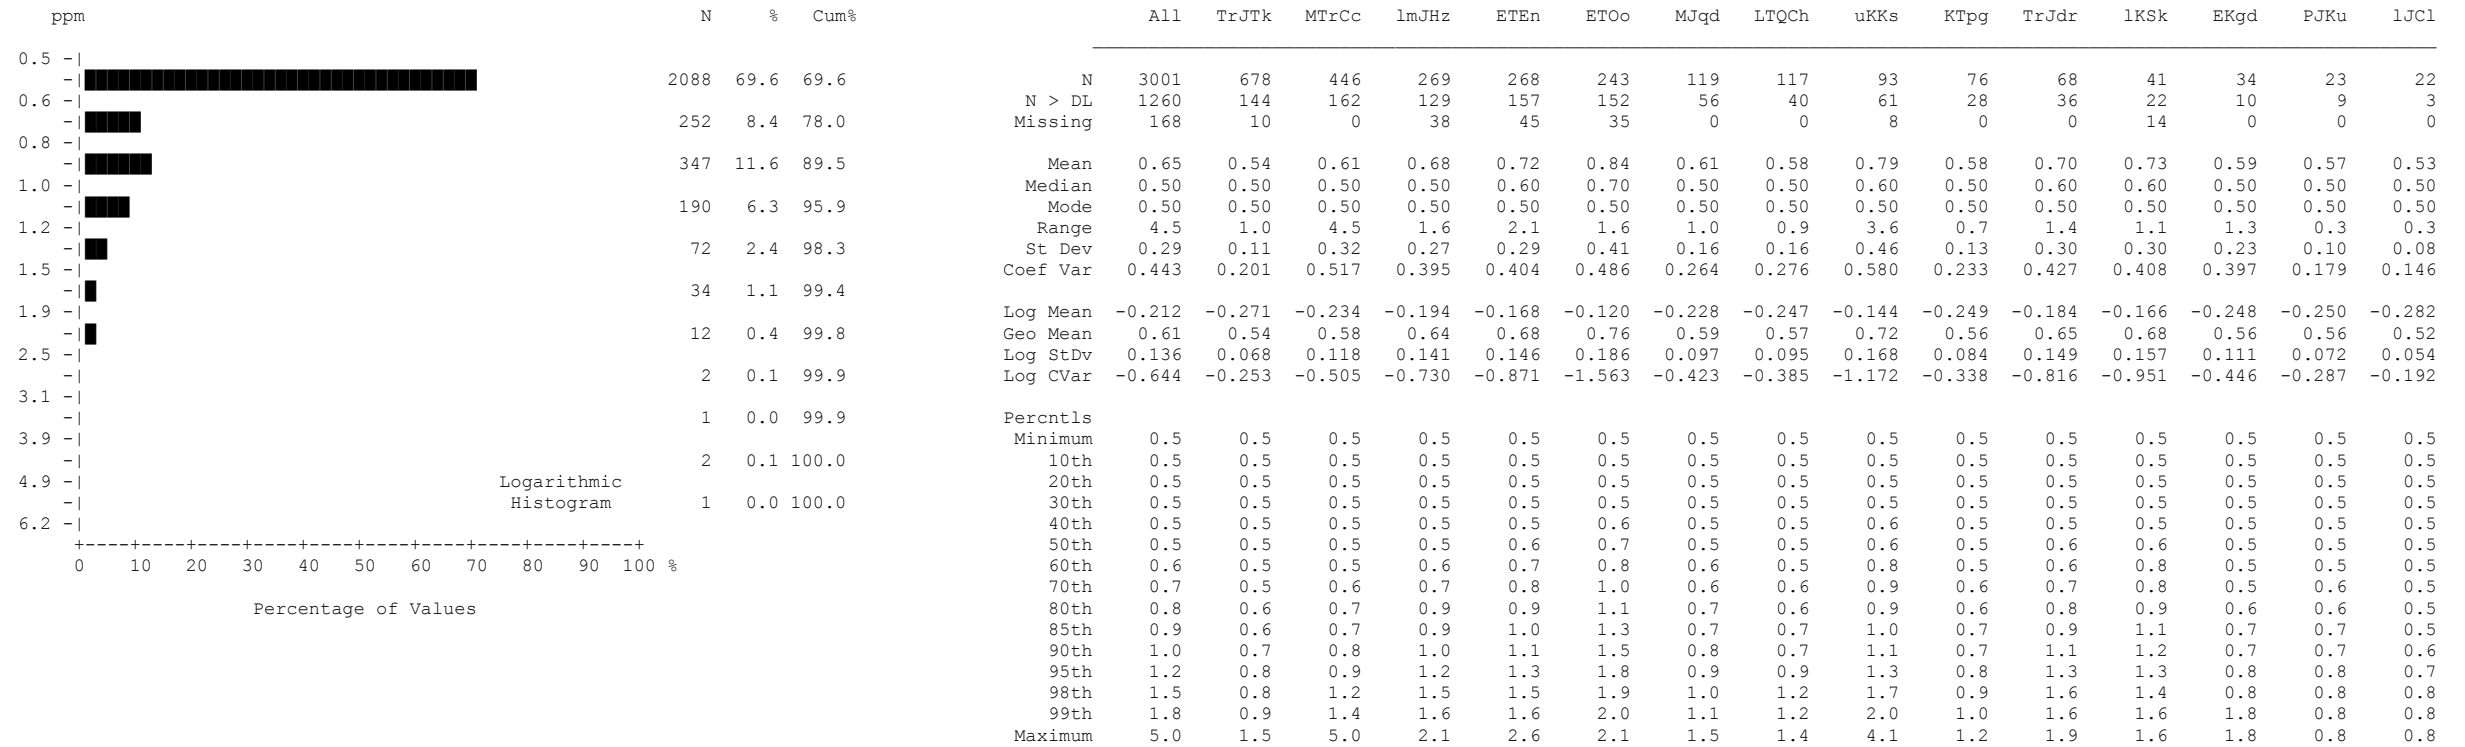 ppm N % Cum% All TrJTk MTrCc lmJHz ETEn ETOo MJqd LTQCh uKKs KTpg TrJdr lKSk EKgd PJKu lJCl
0.5
2088 69.6 69.6 N 3001 678 446 269 268 243 119 117 93 76 68 41 34 23 22
0.6 N > DL 1260 144 162 129 157 152 56 40 61 28 36 22 10 9 3
252 8.4 78.0 Missing 168 10 0 38 45 35 0 0 8 0 0 14 0 0 0
0.8
347 11.6 89.5 Mean 0.65 0.54 0.61 0.68 0.72 0.84 0.61 0.58 0.79 0.58 0.70 0.73 0.59 0.57 0.53
1.0 Median 0.50 0.50 0.50 0.50 0.60 0.70 0.50 0.50 0.60 0.50 0.60 0.60 0.50 0.50 0.50
190 6.3 95.9 Mode 0.50 0.50 0.50 0.50 0.50 0.50 0.50 0.50 0.50 0.50 0.50 0.50 0.50 0.50 0.50
1.2 Range 4.5 1.0 4.5 1.6 2.1 1.6 1.0 0.9 3.6 0.7 1.4 1.1 1.3 0.3 0.3
72 2.4 98.3 St Dev 0.29 0.11 0.32 0.27 0.29 0.41 0.16 0.16 0.46 0.13 0.30 0.30 0.23 0.10 0.08
1.5 Coef Var 0.443 0.201 0.517 0.395 0.404 0.486 0.264 0.276 0.580 0.233 0.427 0.408 0.397 0.179 0.146
34 1.1 99.4
1.9 Log Mean -0.212 -0.271 -0.234 -0.194 -0.168 -0.120 -0.228 -0.247 -0.144 -0.249 -0.184 -0.166 -0.248 -0.250 -0.282
12 0.4 99.8 Geo Mean 0.61 0.54 0.58 0.64 0.68 0.76 0.59 0.57 0.72 0.56 0.65 0.68 0.56 0.56 0.52
2.5 Log StDv 0.136 0.068 0.118 0.141 0.146 0.186 0.097 0.095 0.168 0.084 0.149 0.157 0.111 0.072 0.054
2 0.1 99.9 Log CVar -0.644 -0.253 -0.505 -0.730 -0.871 -1.563 -0.423 -0.385 -1.172 -0.338 -0.816 -0.951 -0.446 -0.287 -0.192
3.1
1 0.0 99.9 Percntls
3.9 Minimum 0.5 0.5 0.5 0.5 0.5 0.5 0.5 0.5 0.5 0.5 0.5 0.5 0.5 0.5 0.5
2 0.1 100.0 10th 0.5 0.5 0.5 0.5 0.5 0.5 0.5 0.5 0.5 0.5 0.5 0.5 0.5 0.5 0.5
4.9 Logarithmic 20th 0.5 0.5 0.5 0.5 0.5 0.5 0.5 0.5 0.5 0.5 0.5 0.5 0.5 0.5 0.5
Histogram 1 0.0 100.0 30th 0.5 0.5 0.5 0.5 0.5 0.5 0.5 0.5 0.5 0.5 0.5 0.5 0.5 0.5 0.5
6.2 40th 0.5 0.5 0.5 0.5 0.5 0.6 0.5 0.5 0.6 0.5 0.5 0.5 0.5 0.5 0.5
50th 0.5 0.5 0.5 0.5 0.6 0.7 0.5 0.5 0.6 0.5 0.6 0.6 0.5 0.5 0.5
0 10 20 30 40 50 60 70 80 90 100 % 60th 0.6 0.5 0.5 0.6 0.7 0.8 0.6 0.5 0.8 0.5 0.6 0.8 0.5 0.5 0.5
70th 0.7 0.5 0.6 0.7 0.8 1.0 0.6 0.6 0.9 0.6 0.7 0.8 0.5 0.6 0.5
Percentage of Values 80th 0.8 0.6 0.7 0.9 0.9 1.1 0.7 0.6 0.9 0.6 0.8 0.9 0.6 0.6 0.5
85th 0.9 0.6 0.7 0.9 1.0 1.3 0.7 0.7 1.0 0.7 0.9 1.1 0.7 0.7 0.5
90th 1.0 0.7 0.8 1.0 1.1 1.5 0.8 0.7 1.1 0.7 1.1 1.2 0.7 0.7 0.6
95th 1.2 0.8 0.9 1.2 1.3 1.8 0.9 0.9 1.3 0.8 1.3 1.3 0.8 0.8 0.7
98th 1.5 0.8 1.2 1.5 1.5 1.9 1.0 1.2 1.7 0.9 1.6 1.4 0.8 0.8 0.8
99th 1.8 0.9 1.4 1.6 1.6 2.0 1.1 1.2 2.0 1.0 1.6 1.6 1.8 0.8 0.8
Maximum 5.0 1.5 5.0 2.1 2.6 2.1 1.5 1.4 4.1 1.2 1.9 1.6 1.8 0.8 0.8